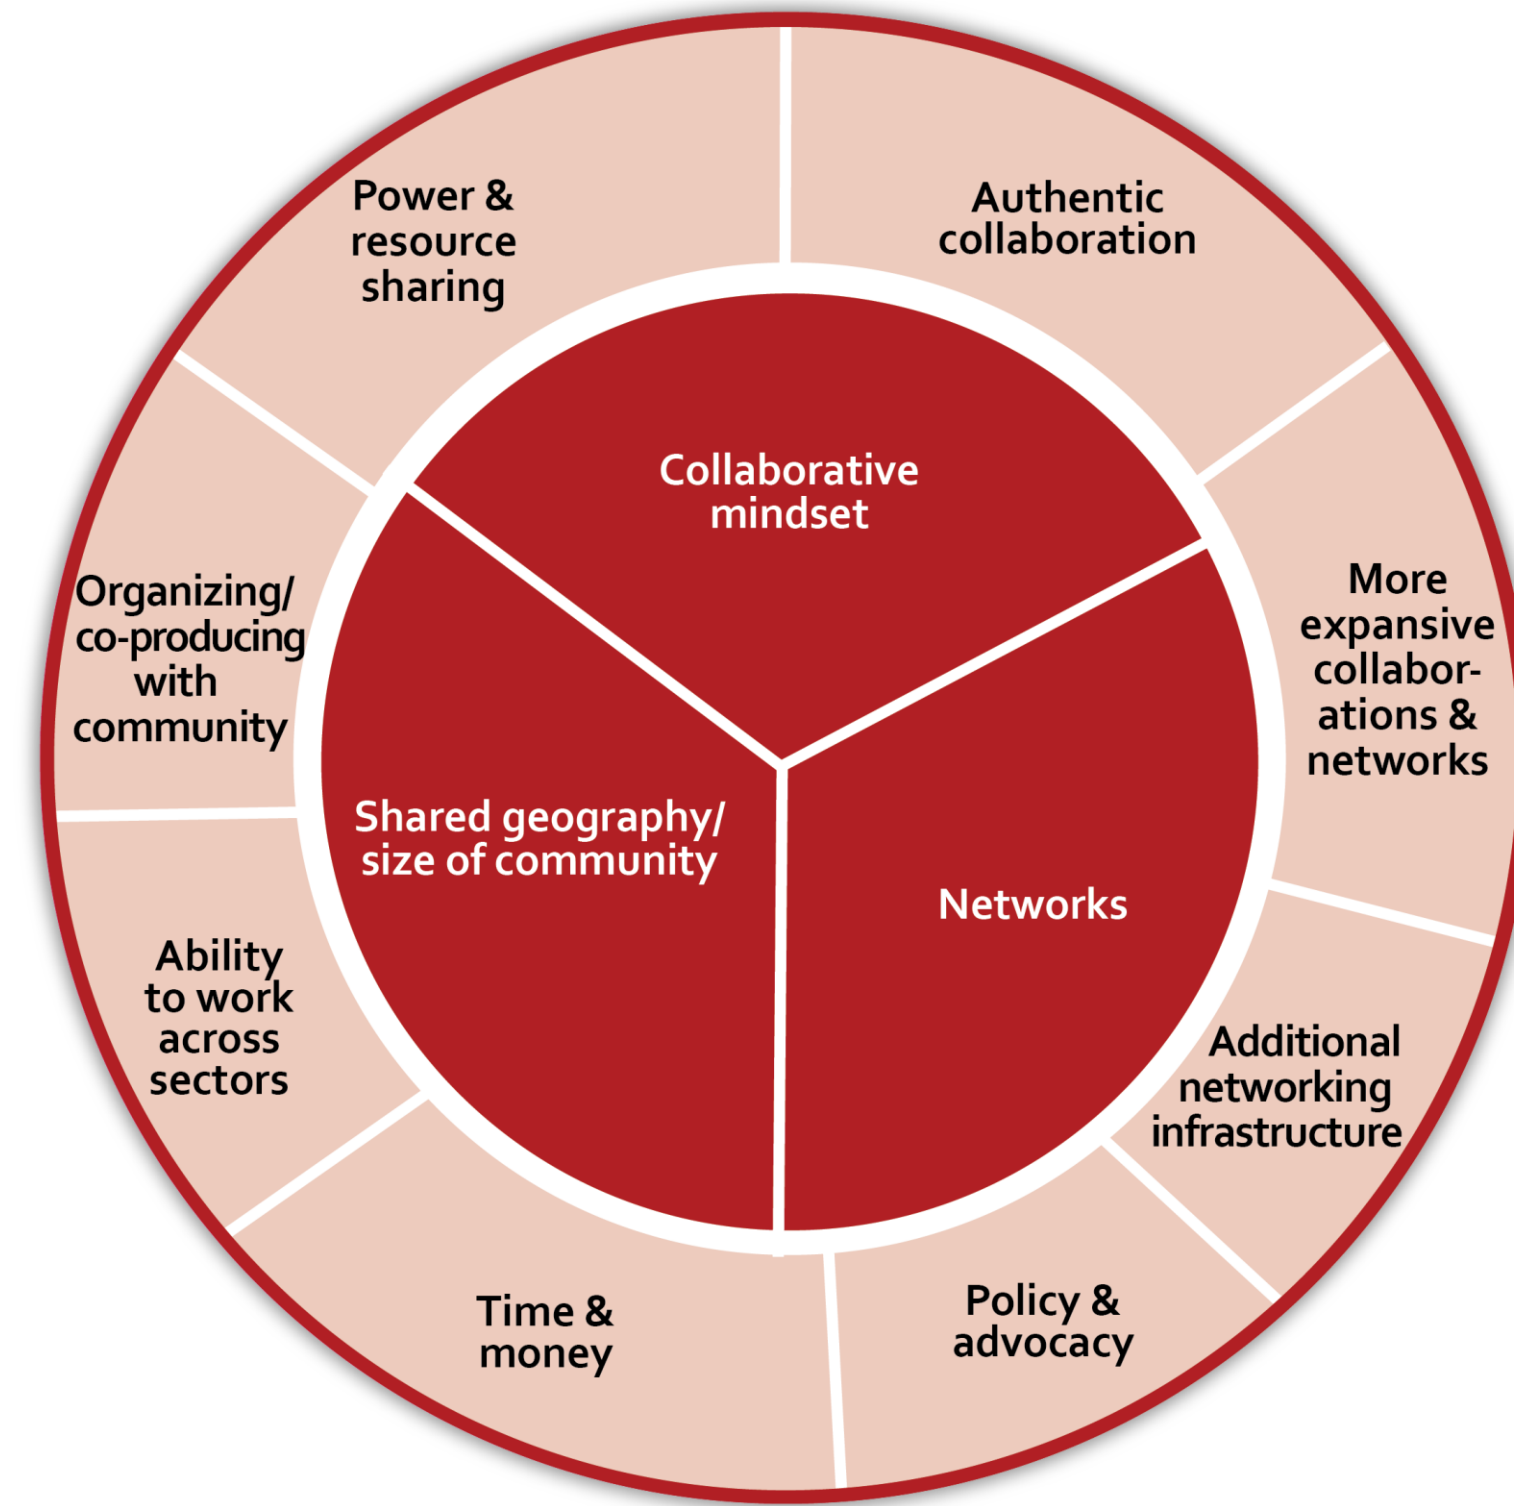 Power &
resource
sharing
Authentic
collaboration
Collaborative
mindset
More
expansive
collabor-
ations &
networks
Organizing/
co-producing
with
community
Shared geography/
size of community
Networks
Ability
to work
across
sectors
Additional
networking
infrastructure
Time &
money
Policy &
advocacy